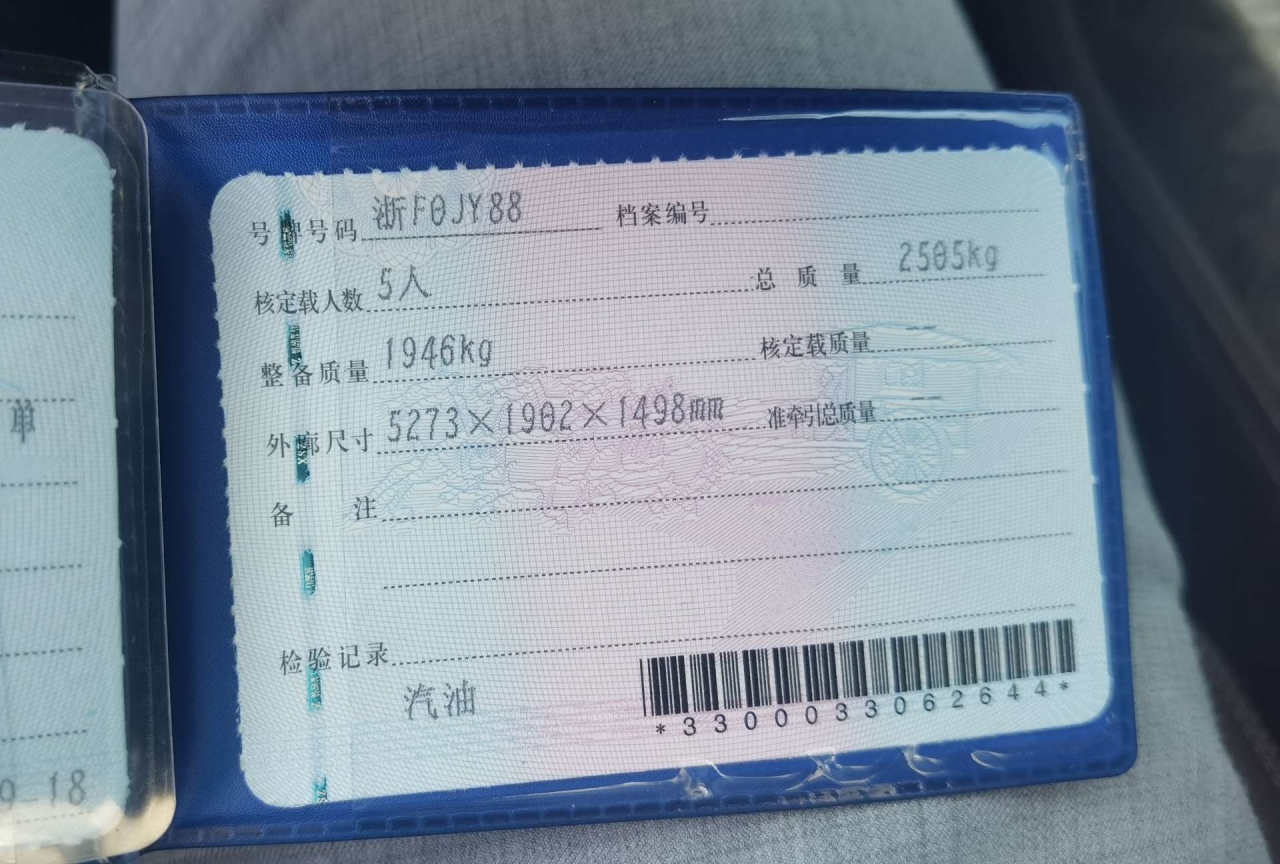 号牌号码 浙F0JY88 档案编号
核定载人数 5人 总质量 2505kg
整备质量 1946kg 核定载质量 --
外廓尺寸 5273×1902×1498mm 准牵引总质量 --
备注
检验记录
汽油
*3300033062644*
单
9-18